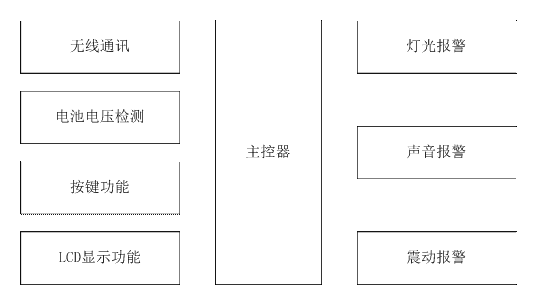 无线通讯
电池电压检测
按键功能
LCD显示功能
主控器
灯光报警
声音报警
震动报警